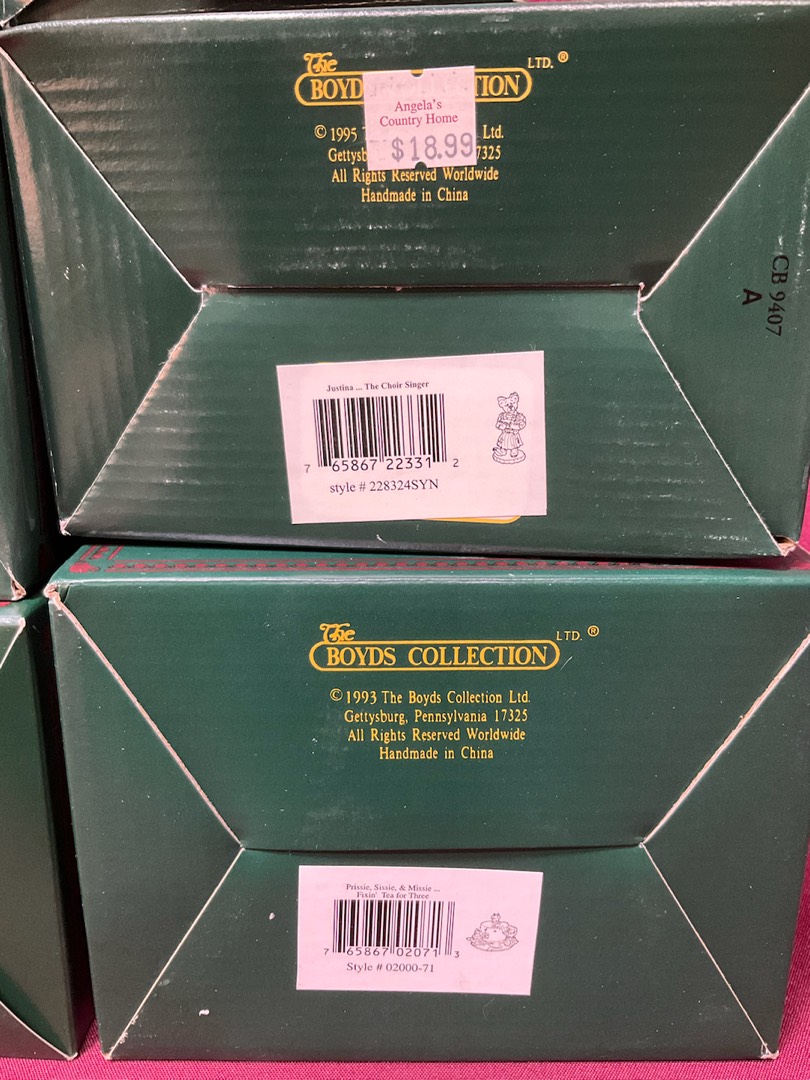 The
LTD.®
BOYD TION
Angela's
Country Home
$18.99
© 1995 Ltd.
Gettysb 7325
All Rights Reserved Worldwide
Handmade in China
CB 9407
A
Justina ... The Choir Singer
7 65867 22331 2
style # 228324SYN
The
LTD.®
BOYDS COLLECTION
© 1993 The Boyds Collection Ltd.
Gettysburg, Pennsylvania 17325
All Rights Reserved Worldwide
Handmade in China
Prissie, Sissie, & Missie ...
Fixin' Tea for Three
7 65867 02071 3
Style # 02000-71